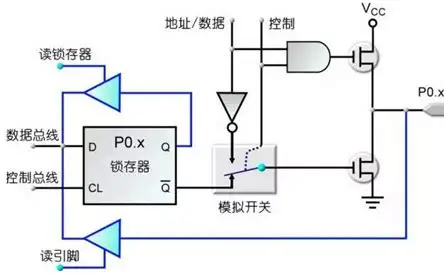 地址/数据
控制
VCC
读锁存器
P0.x
数据总线
D
P0.x
Q
锁存器
控制总线
CL
Q̅
模拟开关
读引脚